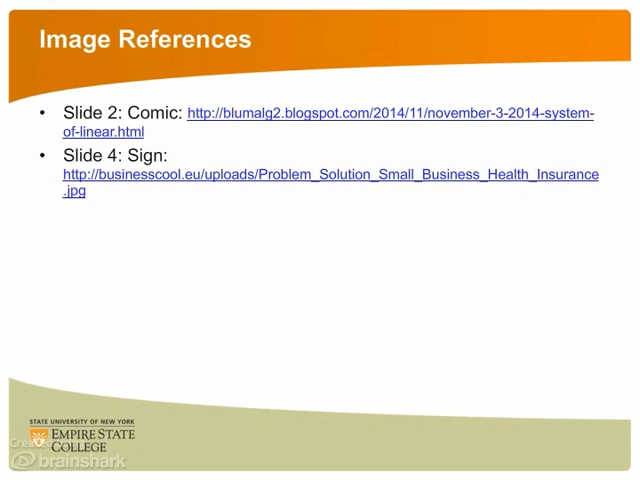 Image References
• Slide 2: Comic: http://blumalg2.blogspot.com/2014/11/november-3-2014-system-
of-linear.html
• Slide 4: Sign:
http://businesscool.eu/uploads/Problem_Solution_Small_Business_Health_Insurance
.jpg
STATE UNIVERSITY OF NEW YORK
EMPIRE STATE
COLLEGE
Created
brainshark